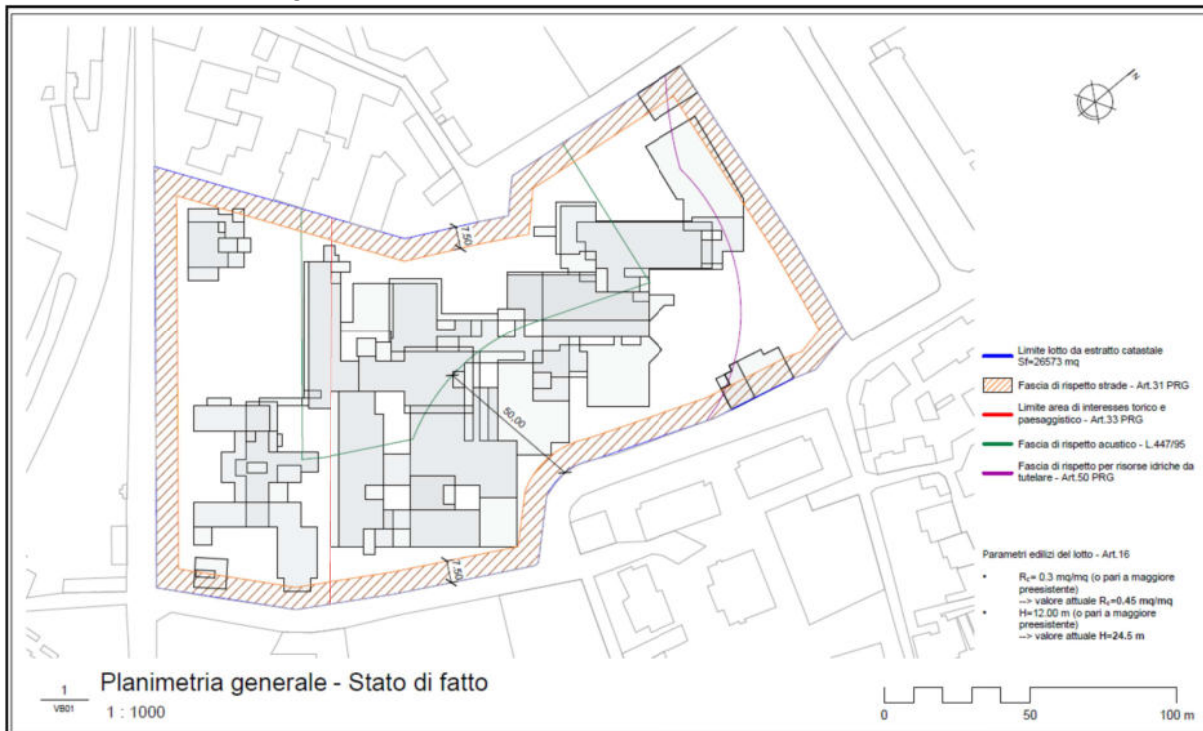 N
7.50
50.00
7.50
Limite lotto da estratto catastale
Sf=26573 mq
Fascia di rispetto strade - Art.31 PRG
Limite area di interesses torico e
paesaggistico - Art.33 PRG
Fascia di rispetto acustico - L.447/95
Fascia di rispetto per risorse idriche da
tutelare - Art.50 PRG
Parametri edilizi del lotto - Art.16
• Rc= 0.3 mq/mq (o pari a maggiore
preesistente)
--> valore attuale Rc=0.45 mq/mq
• H=12.00 m (o pari a maggiore
preesistente)
--> valore attuale H=24.5 m
1
VB01
Planimetria generale - Stato di fatto
1 : 1000
0 50 100 m